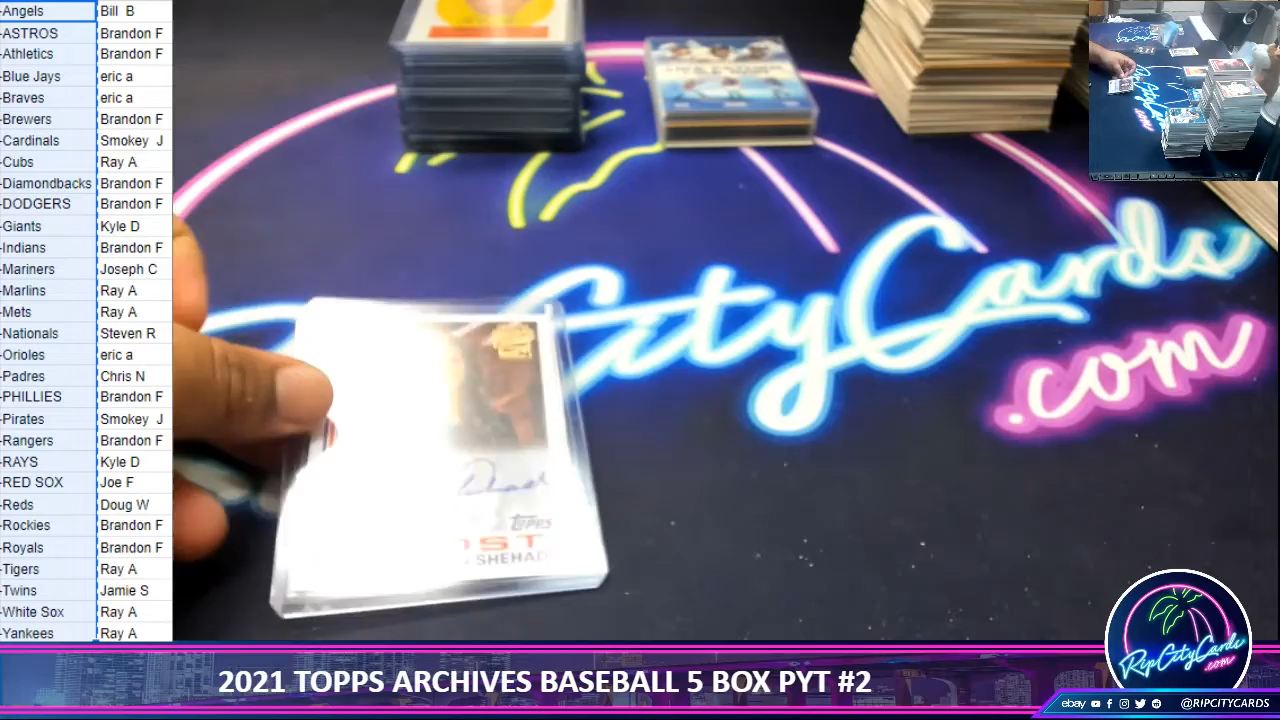 -Angels Bill B
-ASTROS Brandon F
-Athletics Brandon F
-Blue Jays eric a
-Braves eric a
-Brewers Brandon F
-Cardinals Smokey J
-Cubs Ray A
-Diamondbacks Brandon F
-DODGERS Brandon F
-Giants Kyle D
-Indians Brandon F
-Mariners Joseph C
-Marlins Ray A
-Mets Ray A
-Nationals Steven R
-Orioles eric a
-Padres Chris N
-PHILLIES Brandon F
-Pirates Smokey J
-Rangers Brandon F
-RAYS Kyle D
-RED SOX Joe F
-Reds Doug W
-Rockies Brandon F
-Royals Brandon F
-Tigers Ray A
-Twins Jamie S
-White Sox Ray A
-Yankees Ray A
CityCards
.com
TOPPS
OST
SHEHAD
2021 TOPPS ARCHIVES BASEBALL 5 BOX PYT #2
RipCityCards
.com
ebay @RIPCITYCARDS